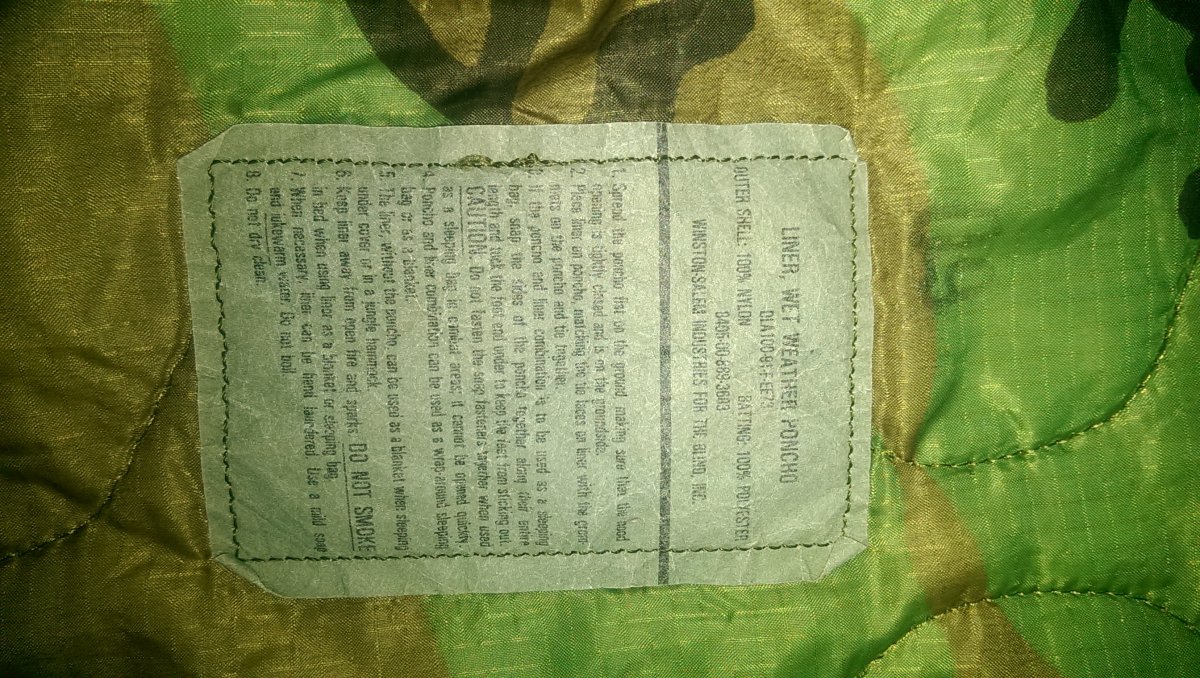 LINER, WET WEATHER PONCHO
DLA100-91-F-EF72
OUTER SHELL: 100% NYLON BATTING: 100% POLYESTER
8405-00-889-3683
WINSTON-SALEM INDUSTRIES FOR THE BLIND, INC.
1. Spread the poncho flat on the ground making sure that the hood
opening is tightly closed and is on the groundside.
2. Place liner on poncho, matching the tie laces on liner with the grom-
mets on the poncho and tie together.
3. If the poncho and liner combination is to be used as a sleeping
bag, snap the sides of the poncho together along their entire
length and tuck the foot end under to keep the feet from sticking out.
CAUTION: Do not fasten the snap fasteners together when used
as a sleeping bag in combat areas; it cannot be opened quickly.
4. Poncho and liner combination can be used as a wrap-around sleeping
bag or as a blanket.
5. The liner, without the poncho can be used as a blanket when sleeping
under cover or in a jungle hammock.
6. Keep liner away from open fire and sparks. DO NOT SMOKE
in bed when using liner as a blanket or sleeping bag.
7. When necessary, liner can be hand laundered. Use a mild soap
and lukewarm water. Do not boil.
8. Do not dry clean.